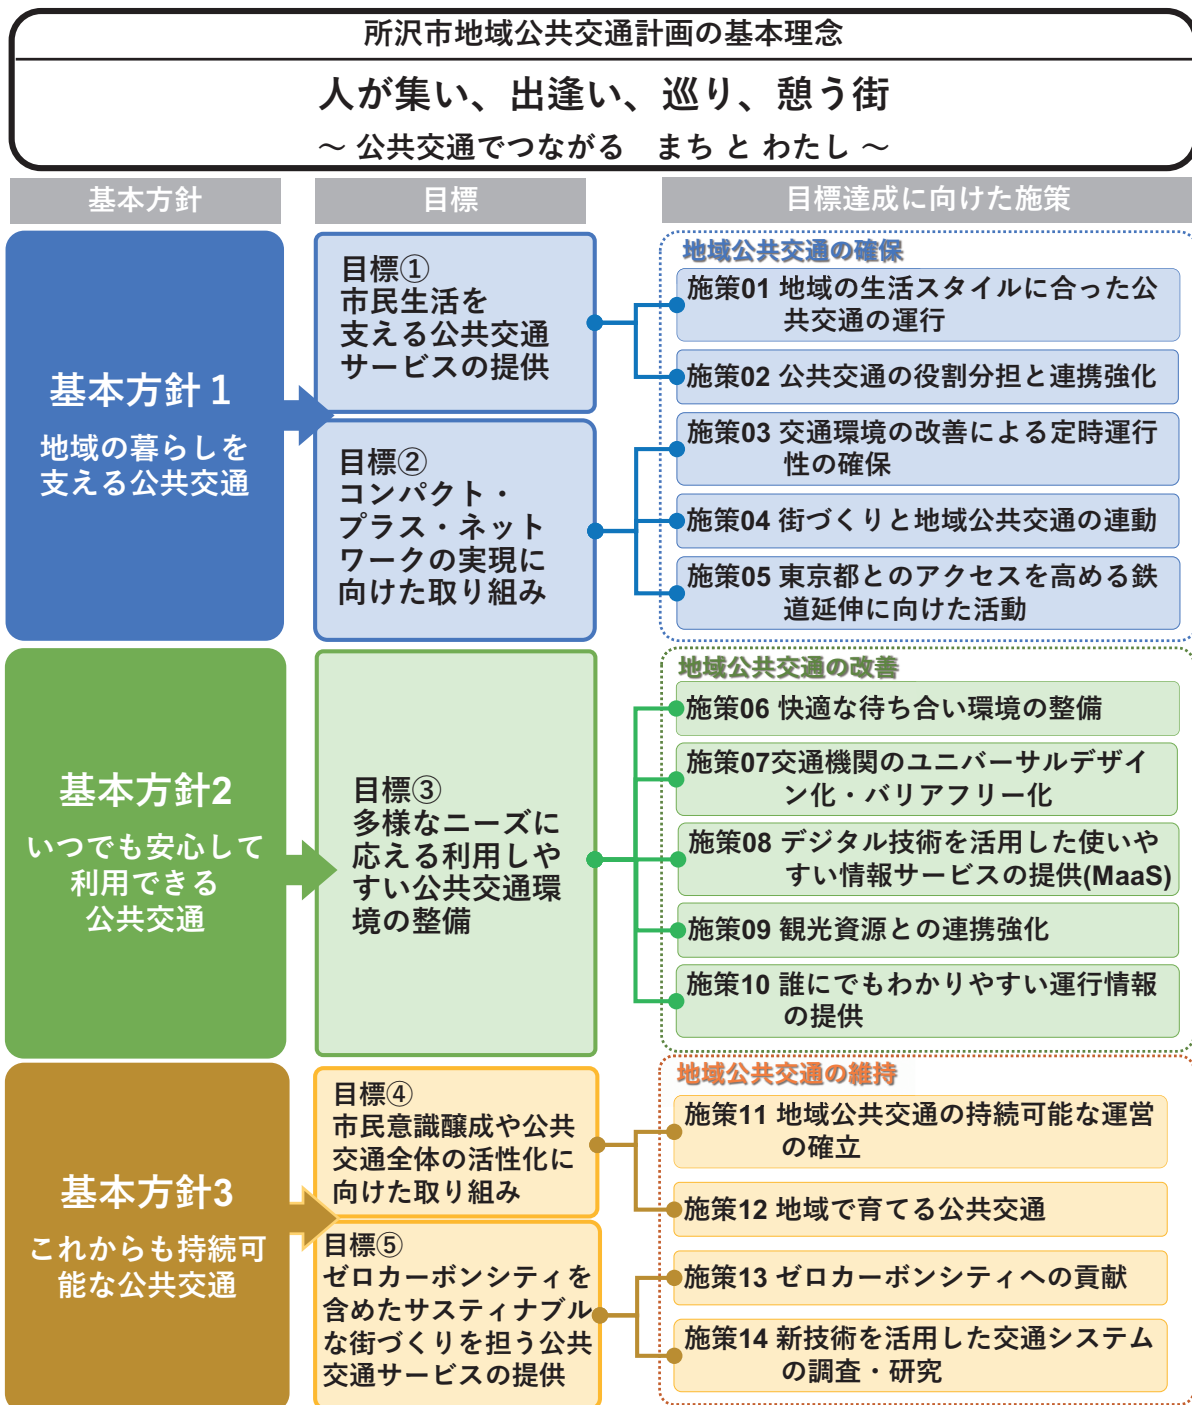 所沢市地域公共交通計画の基本理念
人が集い、出逢い、巡り、憩う街
～ 公共交通でつながる　まち と わたし ～
基本方針
目標
目標達成に向けた施策
基本方針１
地域の暮らしを
支える公共交通
目標①
市民生活を
支える公共交通
サービスの提供
目標②
コンパクト・
プラス・ネット
ワークの実現に
向けた取り組み
地域公共交通の確保
施策01 地域の生活スタイルに合った公
共交通の運行
施策02 公共交通の役割分担と連携強化
施策03 交通環境の改善による定時運行
性の確保
施策04 街づくりと地域公共交通の連動
施策05 東京都とのアクセスを高める鉄
道延伸に向けた活動
基本方針2
いつでも安心して
利用できる
公共交通
目標③
多様なニーズに
応える利用しや
すい公共交通環
境の整備
地域公共交通の改善
施策06 快適な待ち合い環境の整備
施策07交通機関のユニバーサルデザイ
ン化・バリアフリー化
施策08 デジタル技術を活用した使いや
すい情報サービスの提供(MaaS)
施策09 観光資源との連携強化
施策10 誰にでもわかりやすい運行情報
の提供
基本方針3
これからも持続可
能な公共交通
目標④
市民意識醸成や公共
交通全体の活性化に
向けた取り組み
目標⑤
ゼロカーボンシティを
含めたサスティナブル
な街づくりを担う公共
交通サービスの提供
地域公共交通の維持
施策11 地域公共交通の持続可能な運営
の確立
施策12 地域で育てる公共交通
施策13 ゼロカーボンシティへの貢献
施策14 新技術を活用した交通システム
の調査・研究